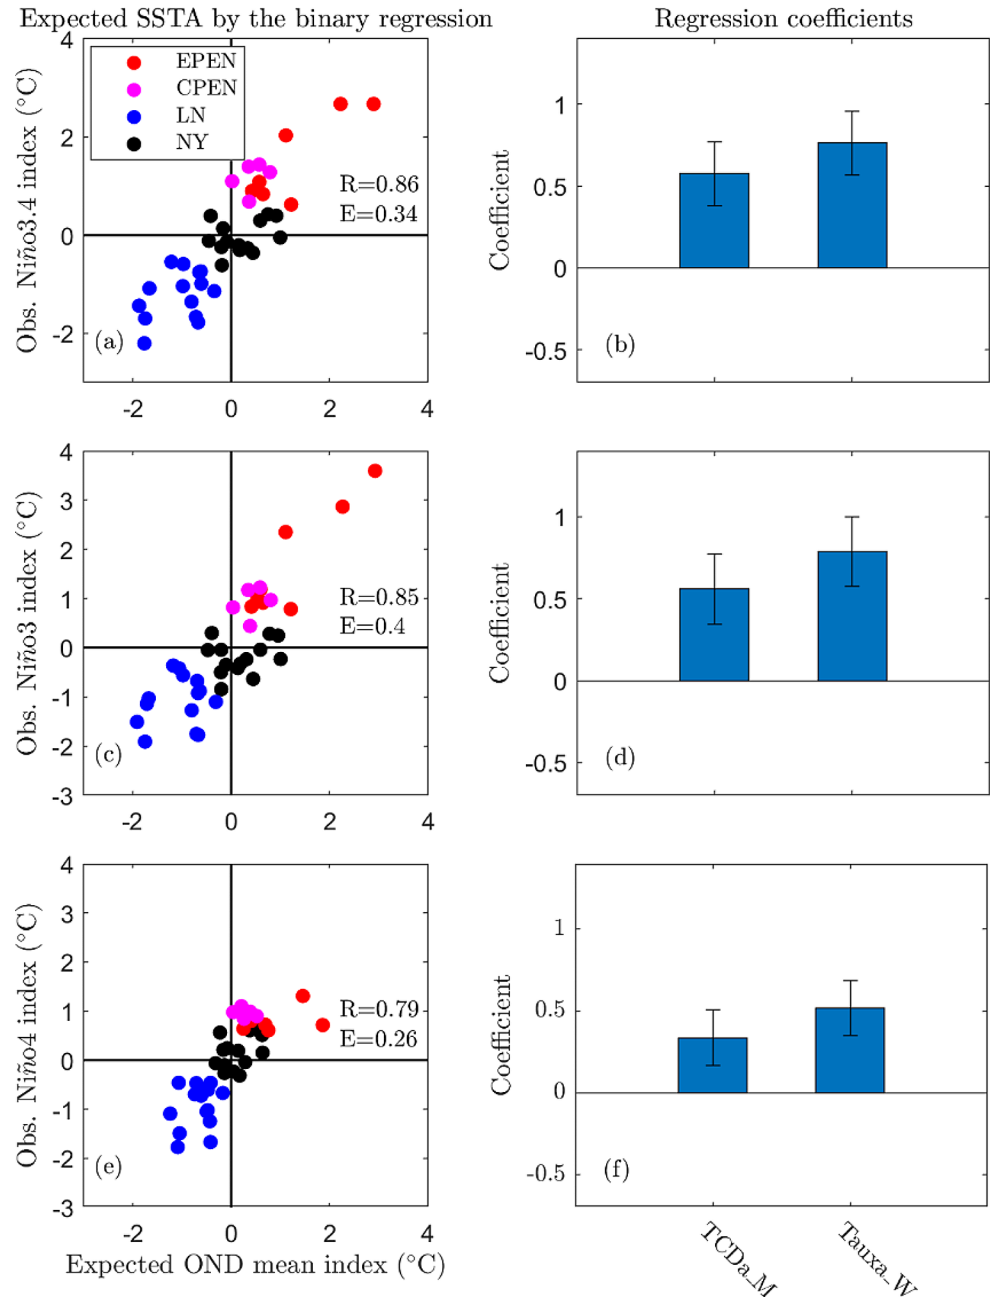 Expected SSTA by the binary regression
Regression coefficients
Obs. Niño3.4 index (°C)
4
2
0
-2
EPEN
CPEN
LN
NY
R=0.86
E=0.34
(a)
-2 0 2 4
Coefficient
1
0.5
0
-0.5
(b)
Obs. Niño3 index (°C)
4
3
2
1
0
-1
-2
-3
R=0.85
E=0.4
(c)
-2 0 2 4
Coefficient
1
0.5
0
-0.5
(d)
Obs. Niño4 index (°C)
4
3
2
1
0
-1
-2
-3
R=0.79
E=0.26
(e)
-2 0 2 4
Expected OND mean index (°C)
Coefficient
1
0.5
0
-0.5
(f)
TCDa_M
Tauxa_W